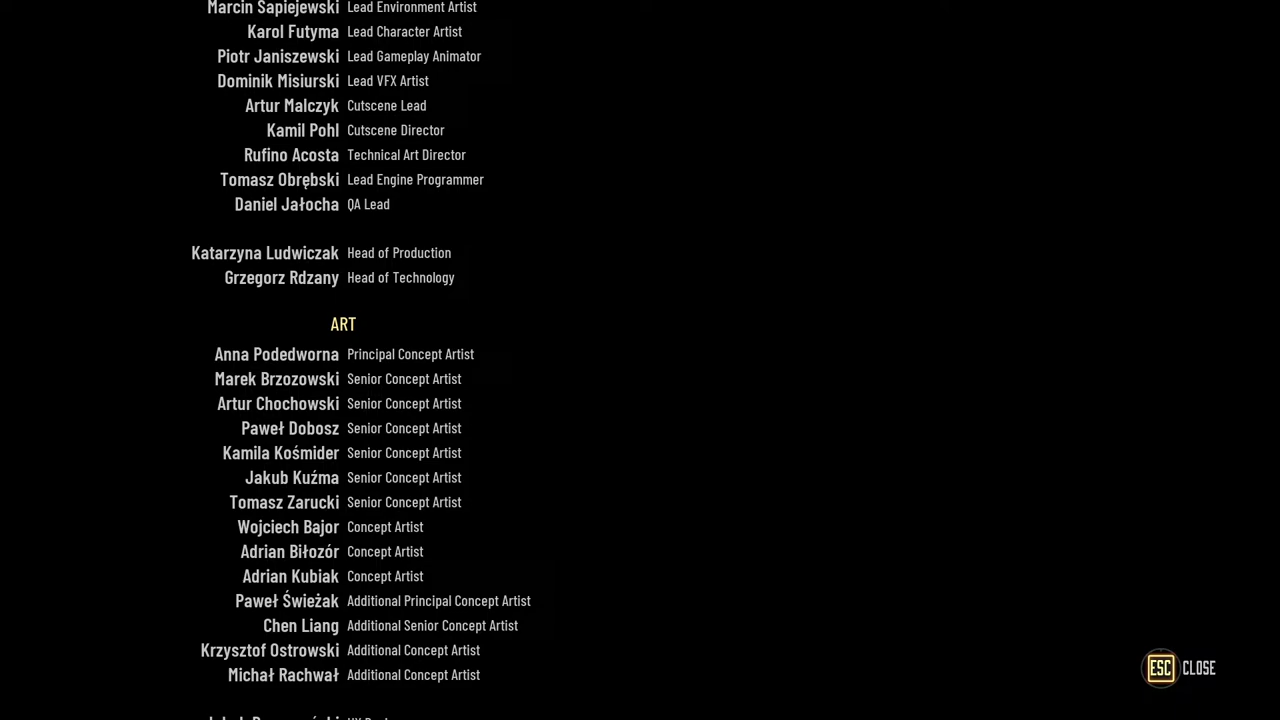 Marcin Sapiejewski Lead Environment Artist
Karol Futyma Lead Character Artist
Piotr Janiszewski Lead Gameplay Animator
Dominik Misiurski Lead VFX Artist
Artur Malczyk Cutscene Lead
Kamil Pohl Cutscene Director
Rufino Acosta Technical Art Director
Tomasz Obrębski Lead Engine Programmer
Daniel Jałocha QA Lead
Katarzyna Ludwiczak Head of Production
Grzegorz Rdzany Head of Technology
ART
Anna Podedworna Principal Concept Artist
Marek Brzozowski Senior Concept Artist
Artur Chochowski Senior Concept Artist
Paweł Dobosz Senior Concept Artist
Kamila Kośmider Senior Concept Artist
Jakub Kuźma Senior Concept Artist
Tomasz Zarucki Senior Concept Artist
Wojciech Bajor Concept Artist
Adrian Biłozór Concept Artist
Adrian Kubiak Concept Artist
Paweł Świeżak Additional Principal Concept Artist
Chen Liang Additional Senior Concept Artist
Krzysztof Ostrowski Additional Concept Artist
Michał Rachwał Additional Concept Artist
ESC CLOSE